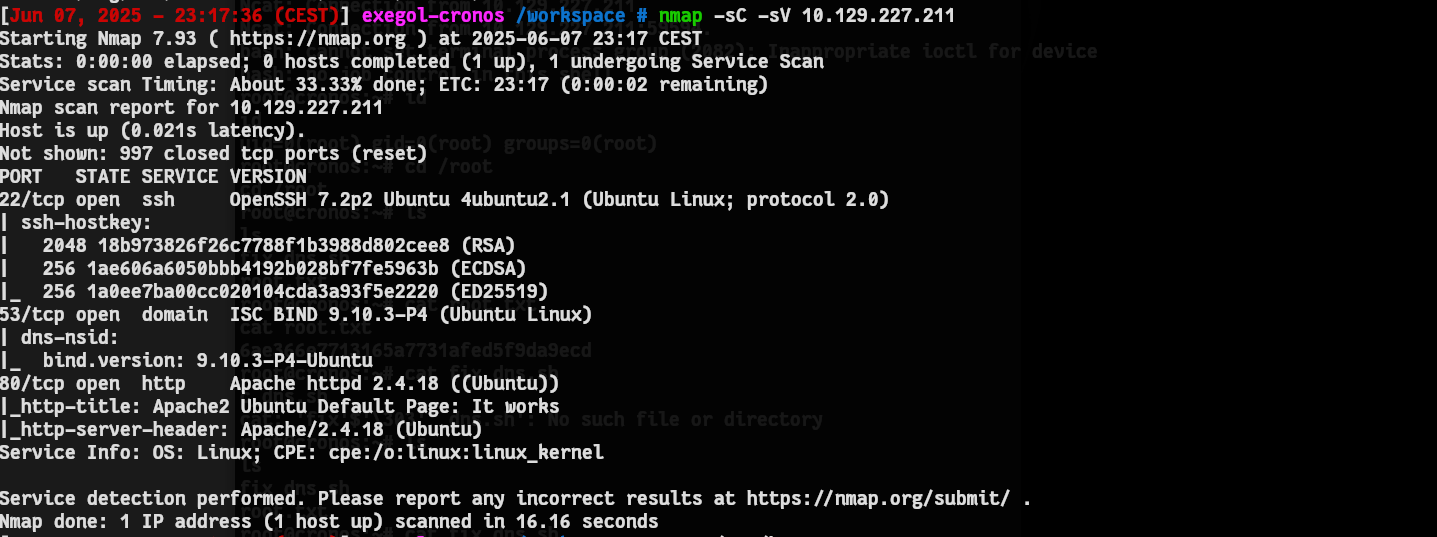 [Jun 07, 2025 - 23:17:36 (CEST)] exegol-cronos /workspace # nmap -sC -sV 10.129.227.211
Starting Nmap 7.93 ( https://nmap.org ) at 2025-06-07 23:17 CEST
Stats: 0:00:00 elapsed; 0 hosts completed (1 up), 1 undergoing Service Scan
Service scan Timing: About 33.33% done; ETC: 23:17 (0:00:02 remaining)
Nmap scan report for 10.129.227.211
Host is up (0.021s latency).
Not shown: 997 closed tcp ports (reset)
PORT   STATE SERVICE VERSION
22/tcp open  ssh     OpenSSH 7.2p2 Ubuntu 4ubuntu2.1 (Ubuntu Linux; protocol 2.0)
| ssh-hostkey:
|   2048 18b973826f26c7788f1b3988d802cee8 (RSA)
|   256 1ae606a6050bbb4192b028bf7fe5963b (ECDSA)
|_  256 1a0ee7ba00cc020104cda3a93f5e2220 (ED25519)
53/tcp open  domain  ISC BIND 9.10.3-P4 (Ubuntu Linux)
| dns-nsid:
|_  bind.version: 9.10.3-P4-Ubuntu
80/tcp open  http    Apache httpd 2.4.18 ((Ubuntu))
|_http-title: Apache2 Ubuntu Default Page: It works
|_http-server-header: Apache/2.4.18 (Ubuntu)
Service Info: OS: Linux; CPE: cpe:/o:linux:linux_kernel
Service detection performed. Please report any incorrect results at https://nmap.org/submit/ .
Nmap done: 1 IP address (1 host up) scanned in 16.16 seconds